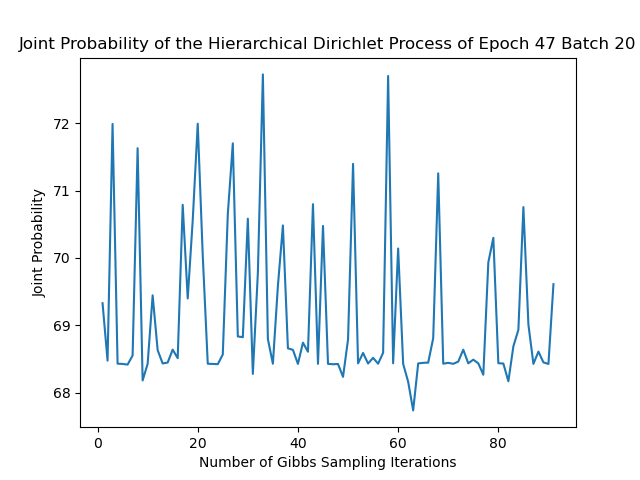 Joint Probability of the Hierarchical Dirichlet Process of Epoch 47 Batch 20
72
71
70
69
68
Joint Probability
0 20 40 60 80
Number of Gibbs Sampling Iterations